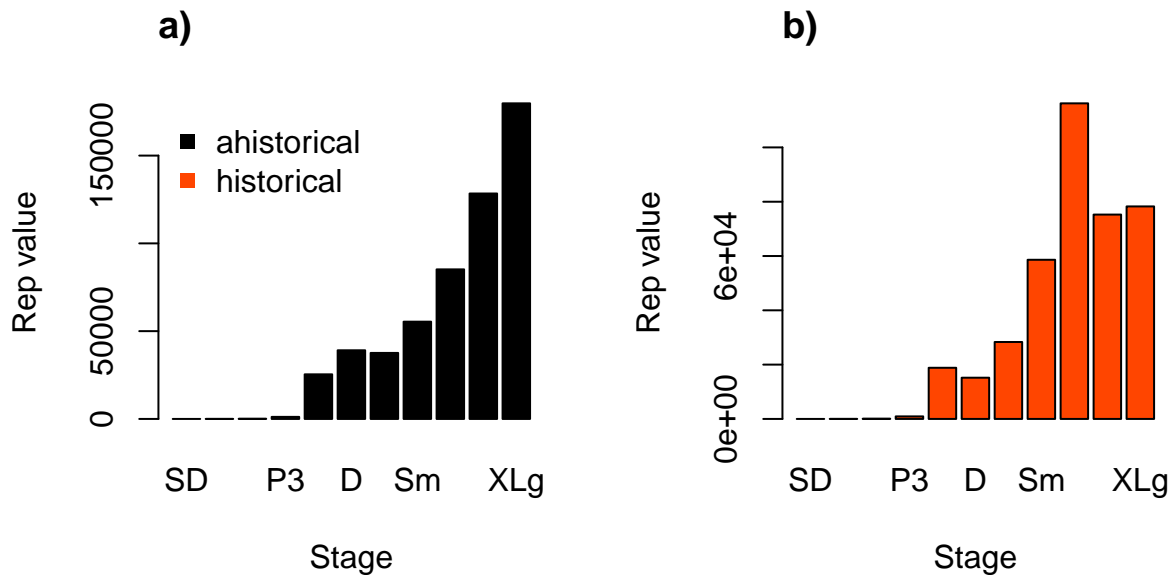 a)
Rep value
0
50000
150000
ahistorical
historical
SD
P3
D
Sm
XLg
Stage
b)
Rep value
0e+00
6e+04
SD
P3
D
Sm
XLg
Stage